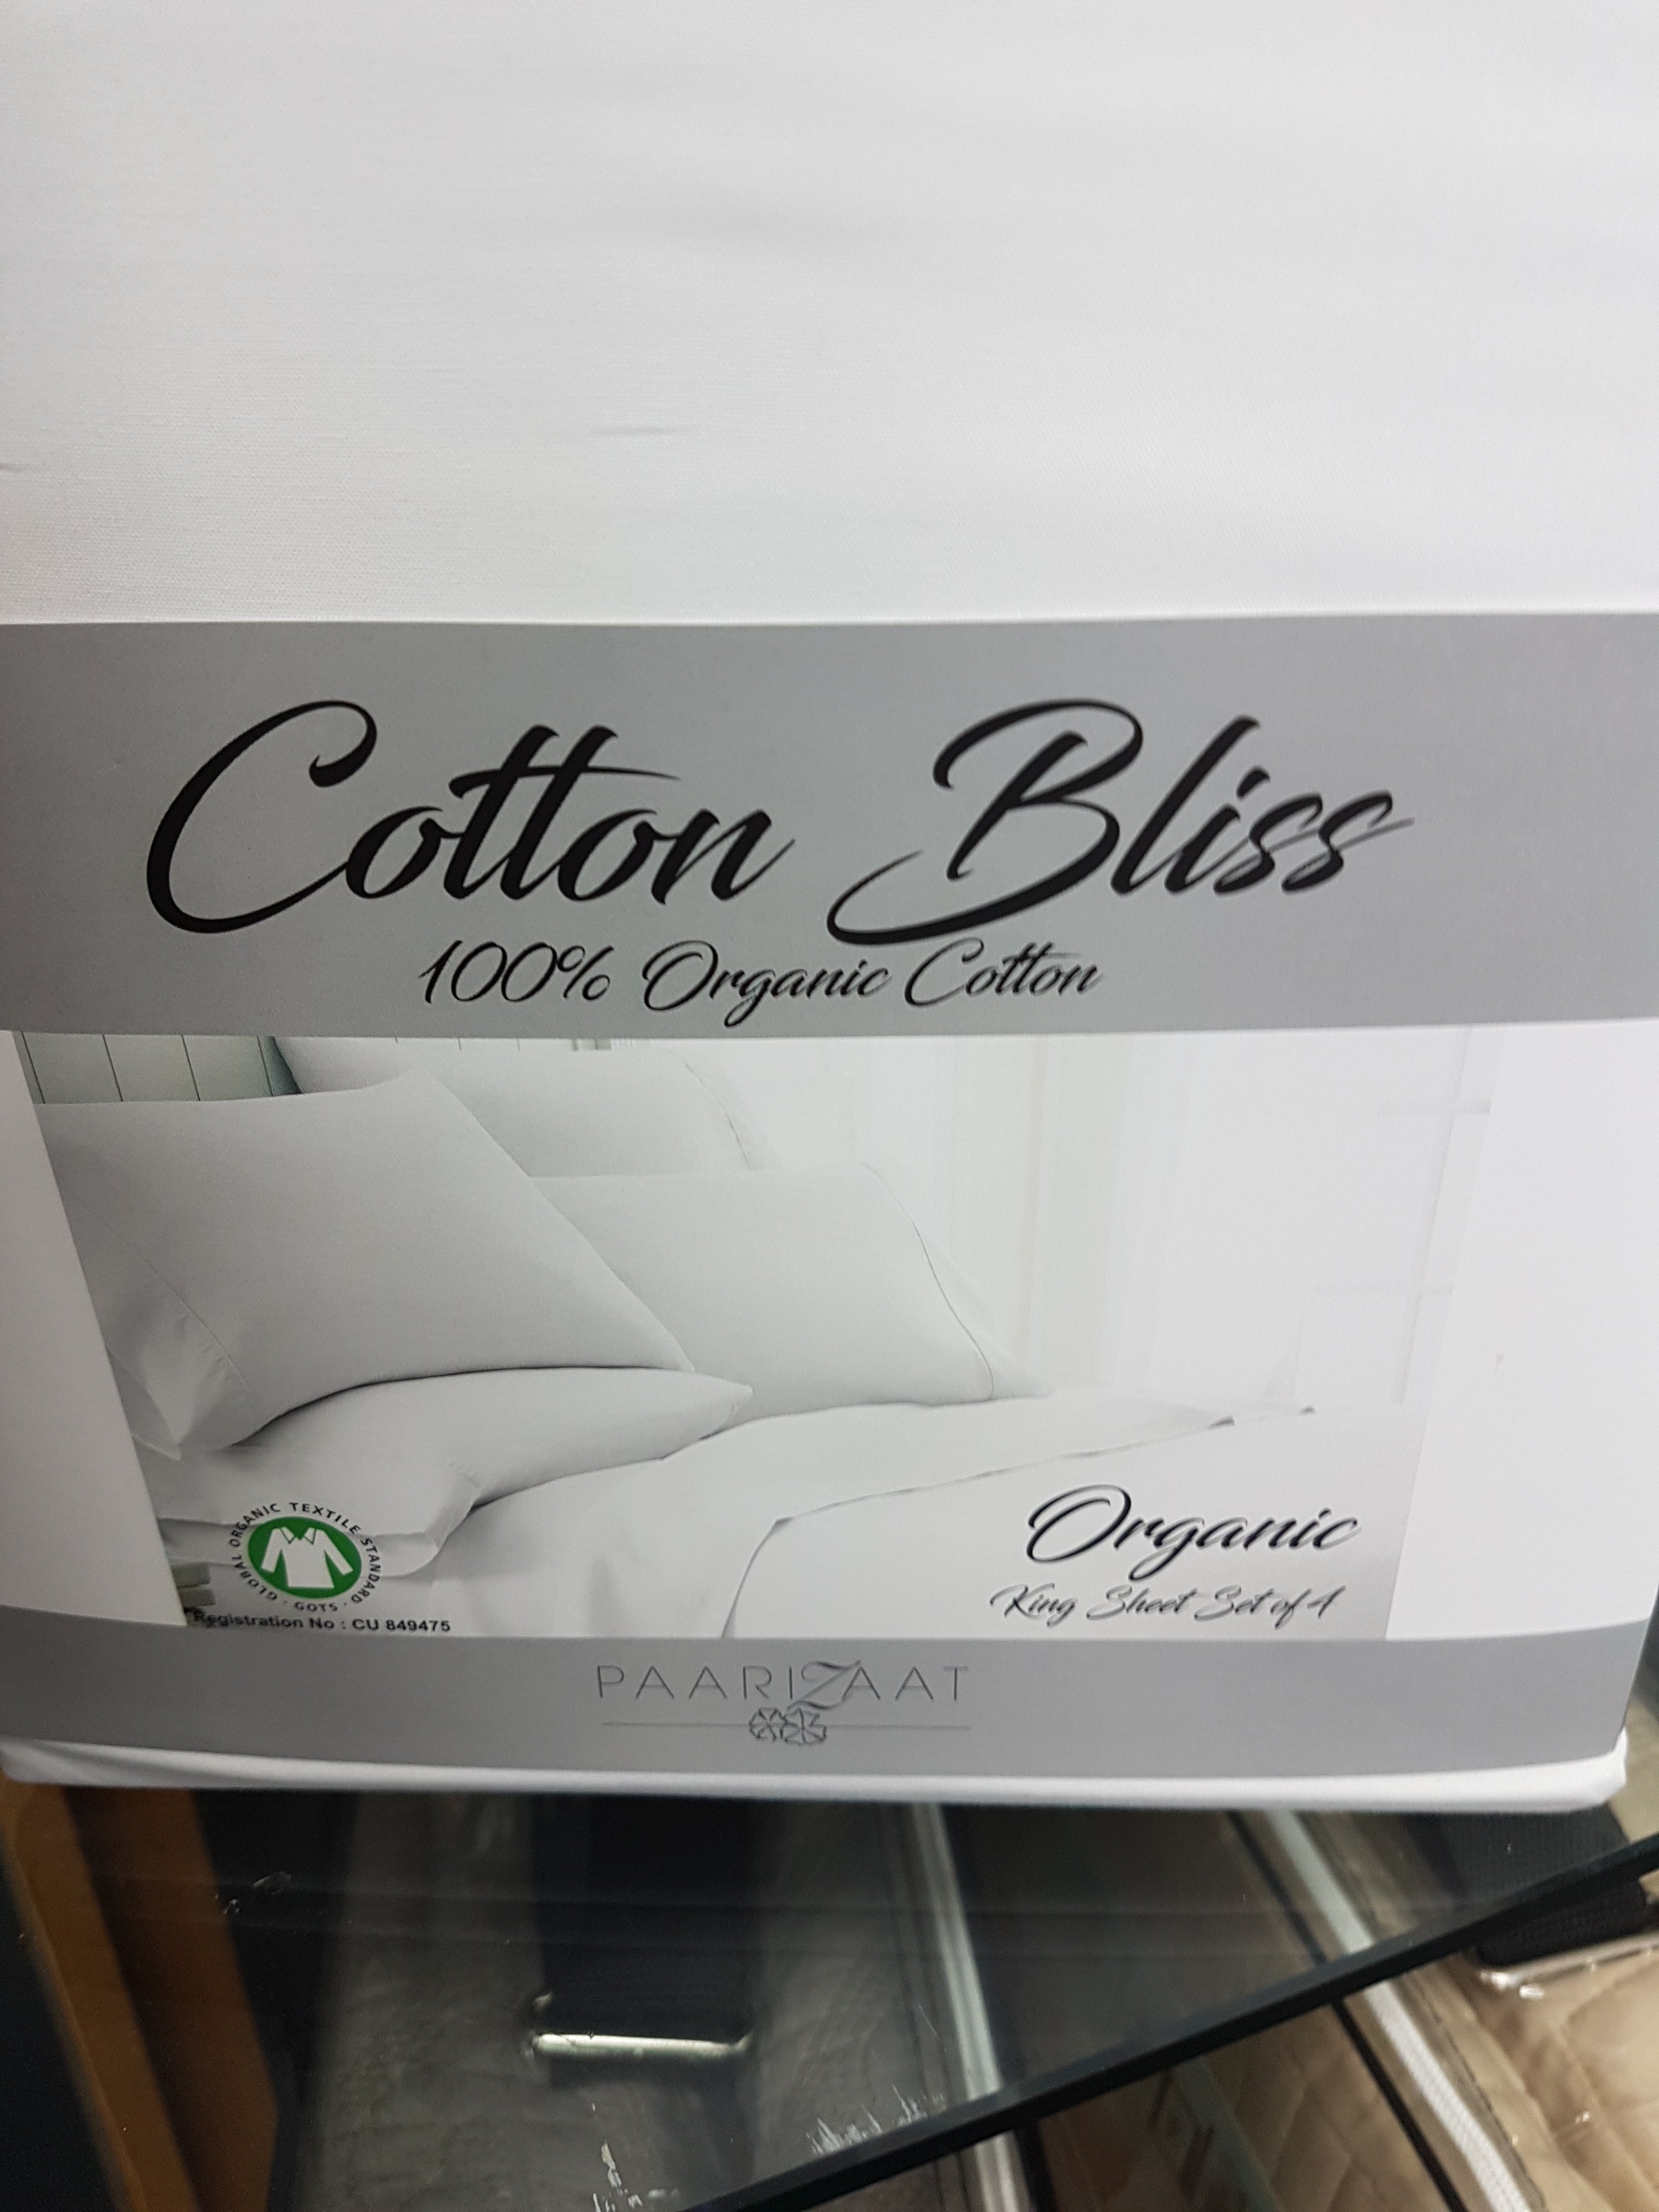 Cotton Bliss
100% Organic Cotton
GLOBAL ORGANIC TEXTILE STANDARD · GOTS ·
Registration No : CU 849475
Organic
King Sheet Set of 4
PAARIZAAT